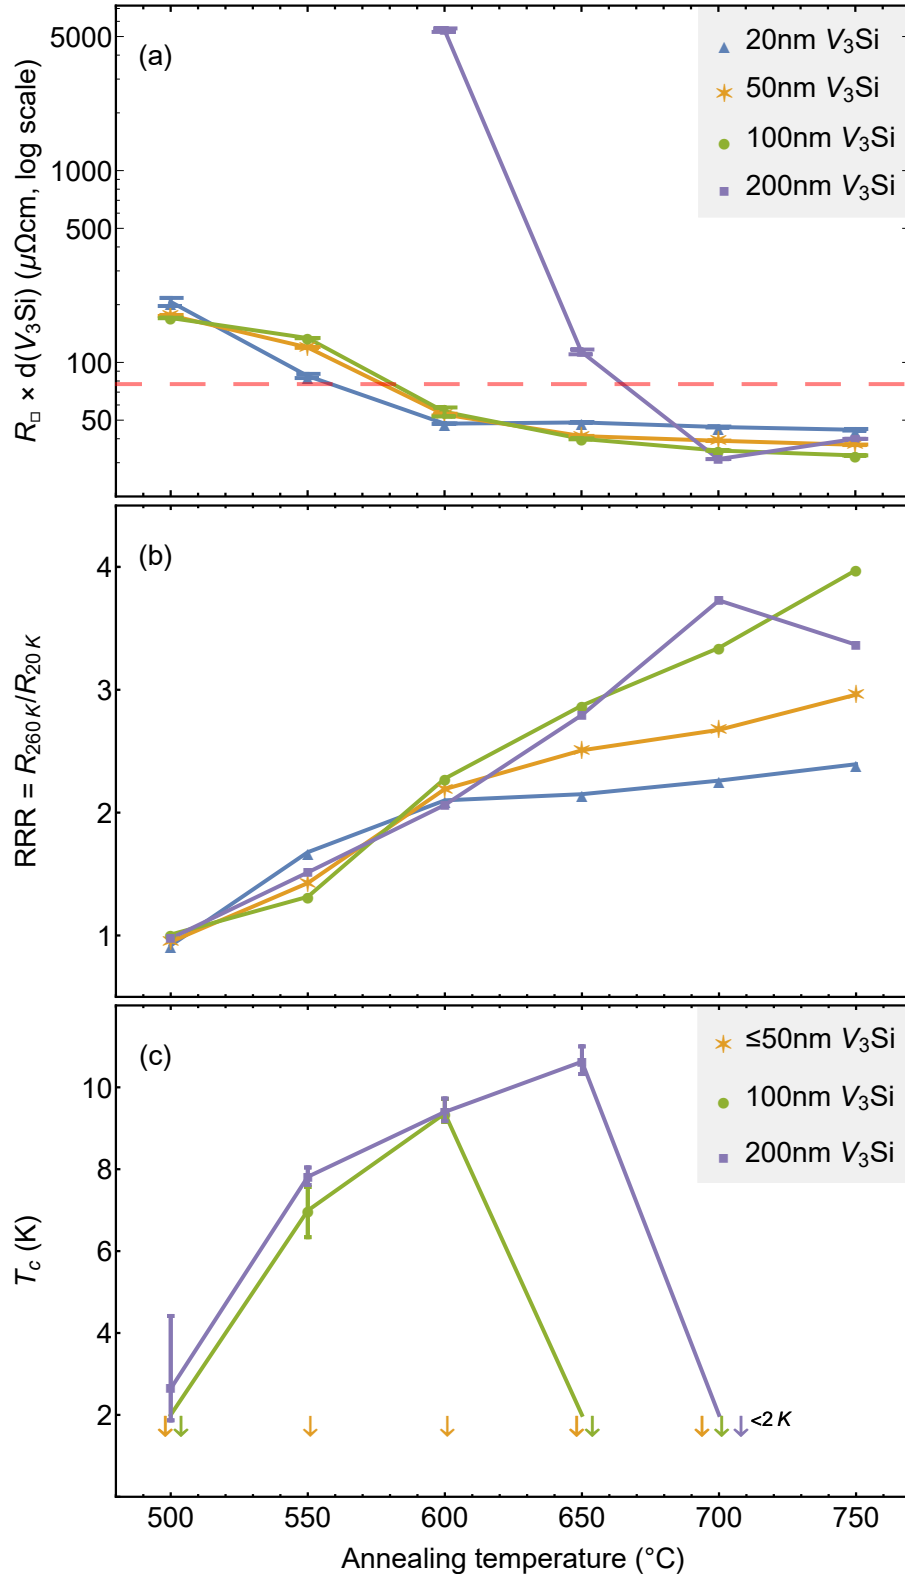 (a)
20nm V₃Si
50nm V₃Si
100nm V₃Si
200nm V₃Si
5000
1000
500
100
50
R□ × d(V₃Si) (μΩcm, log scale)
(b)
4
3
2
1
RRR = R₂₆₀ K/R₂₀ K
(c)
≤50nm V₃Si
100nm V₃Si
200nm V₃Si
10
8
6
4
2
<2 K
T_c (K)
500 550 600 650 700 750
Annealing temperature (°C)